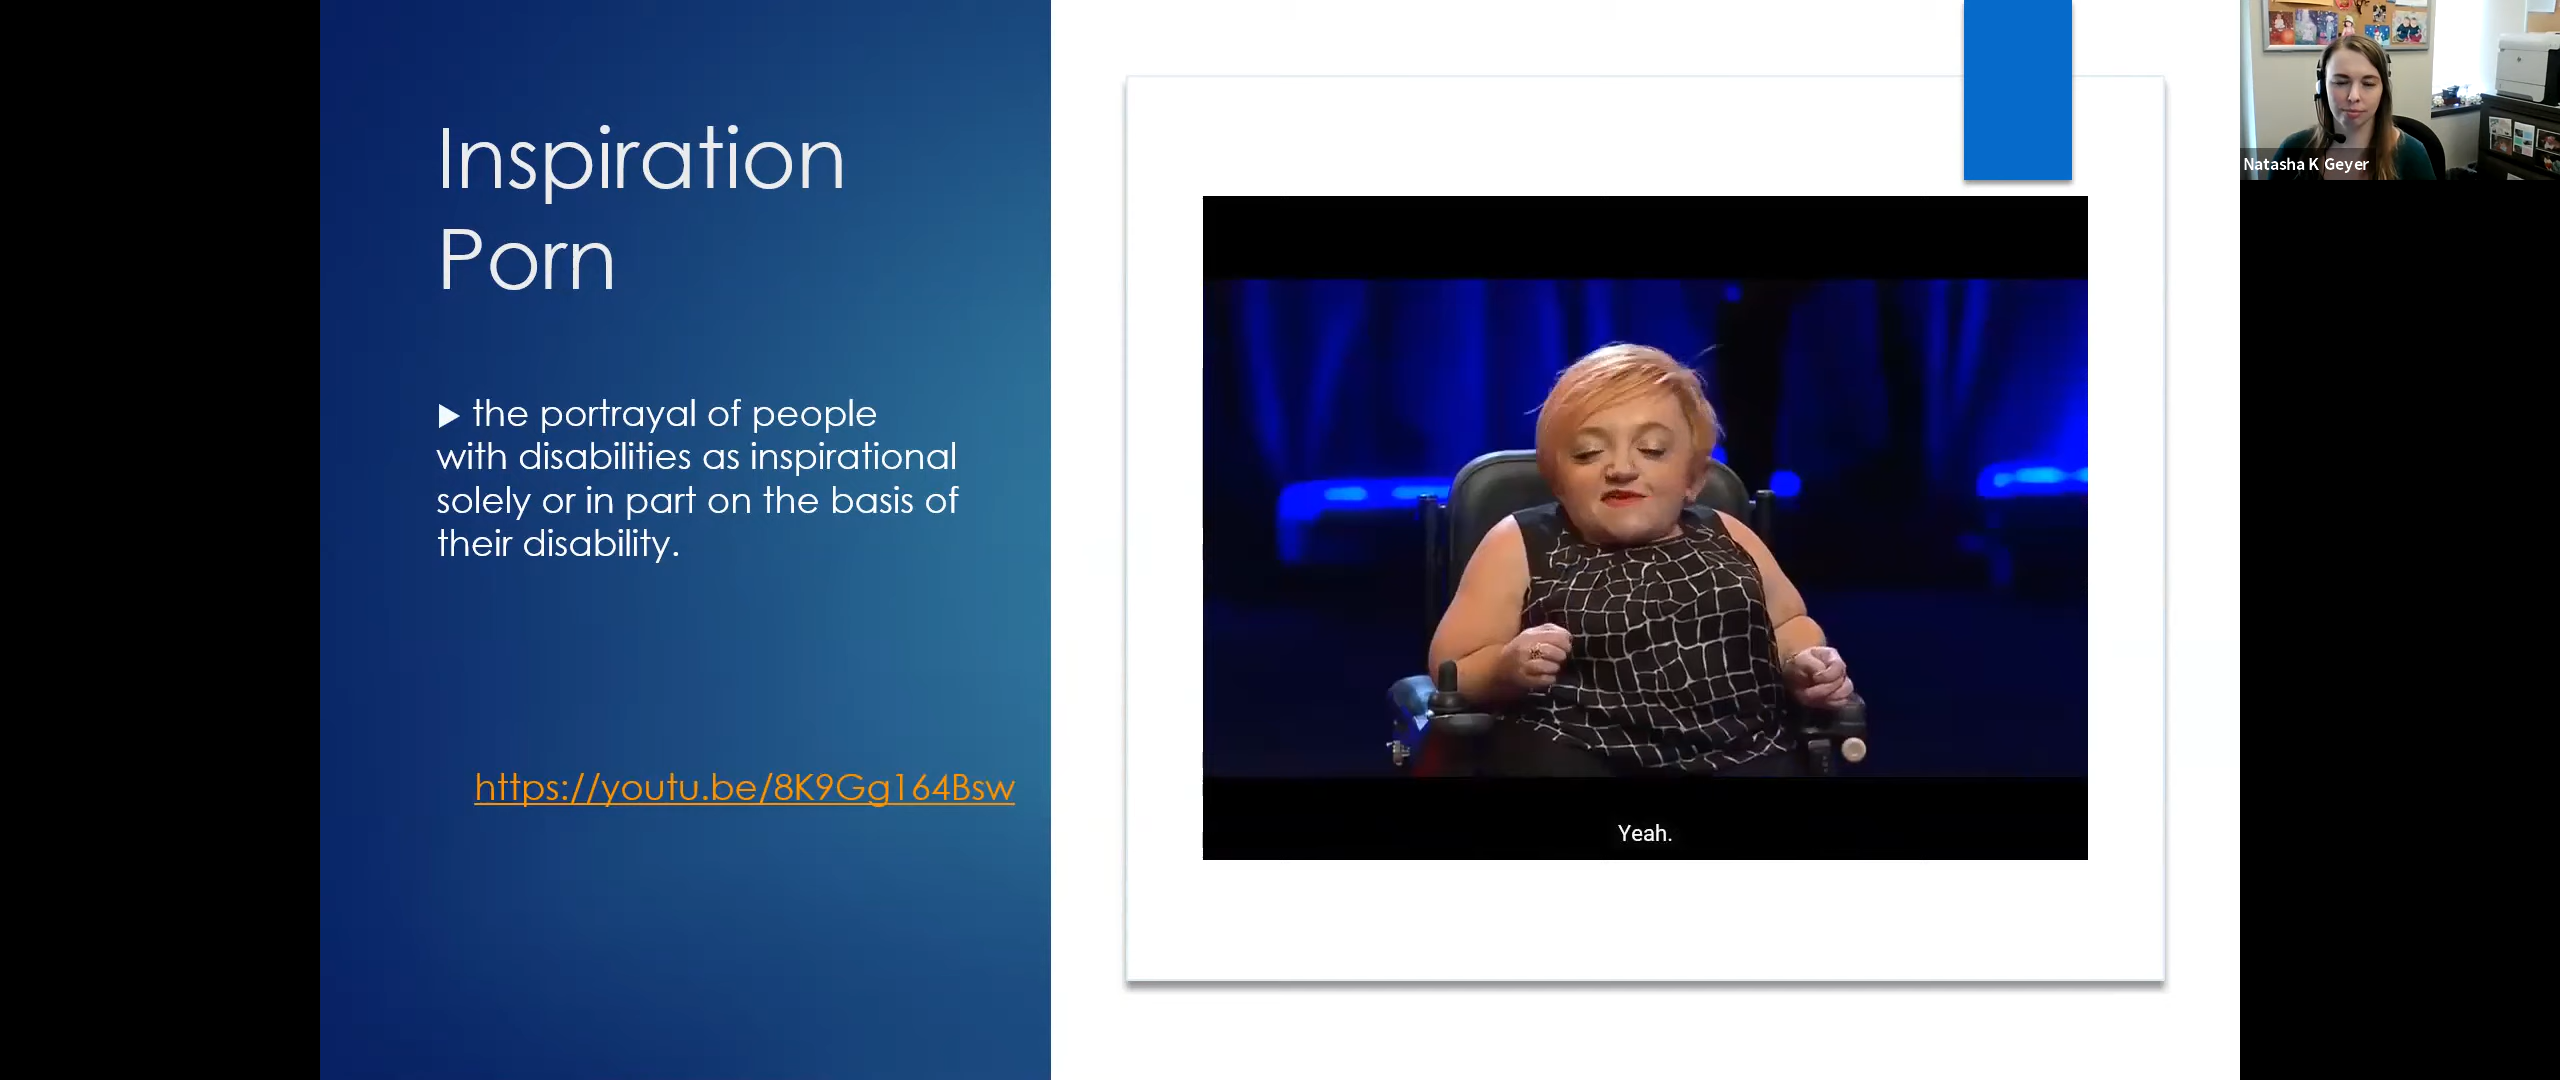 Inspiration
Porn
▶ the portrayal of people
with disabilities as inspirational
solely or in part on the basis of
their disability.
https://youtu.be/8K9Gg164Bsw
Yeah.
Natasha K Geyer